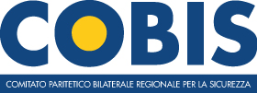 COBIS
COMITATO PARITETICO BILATERALE REGIONALE PER LA SICUREZZA